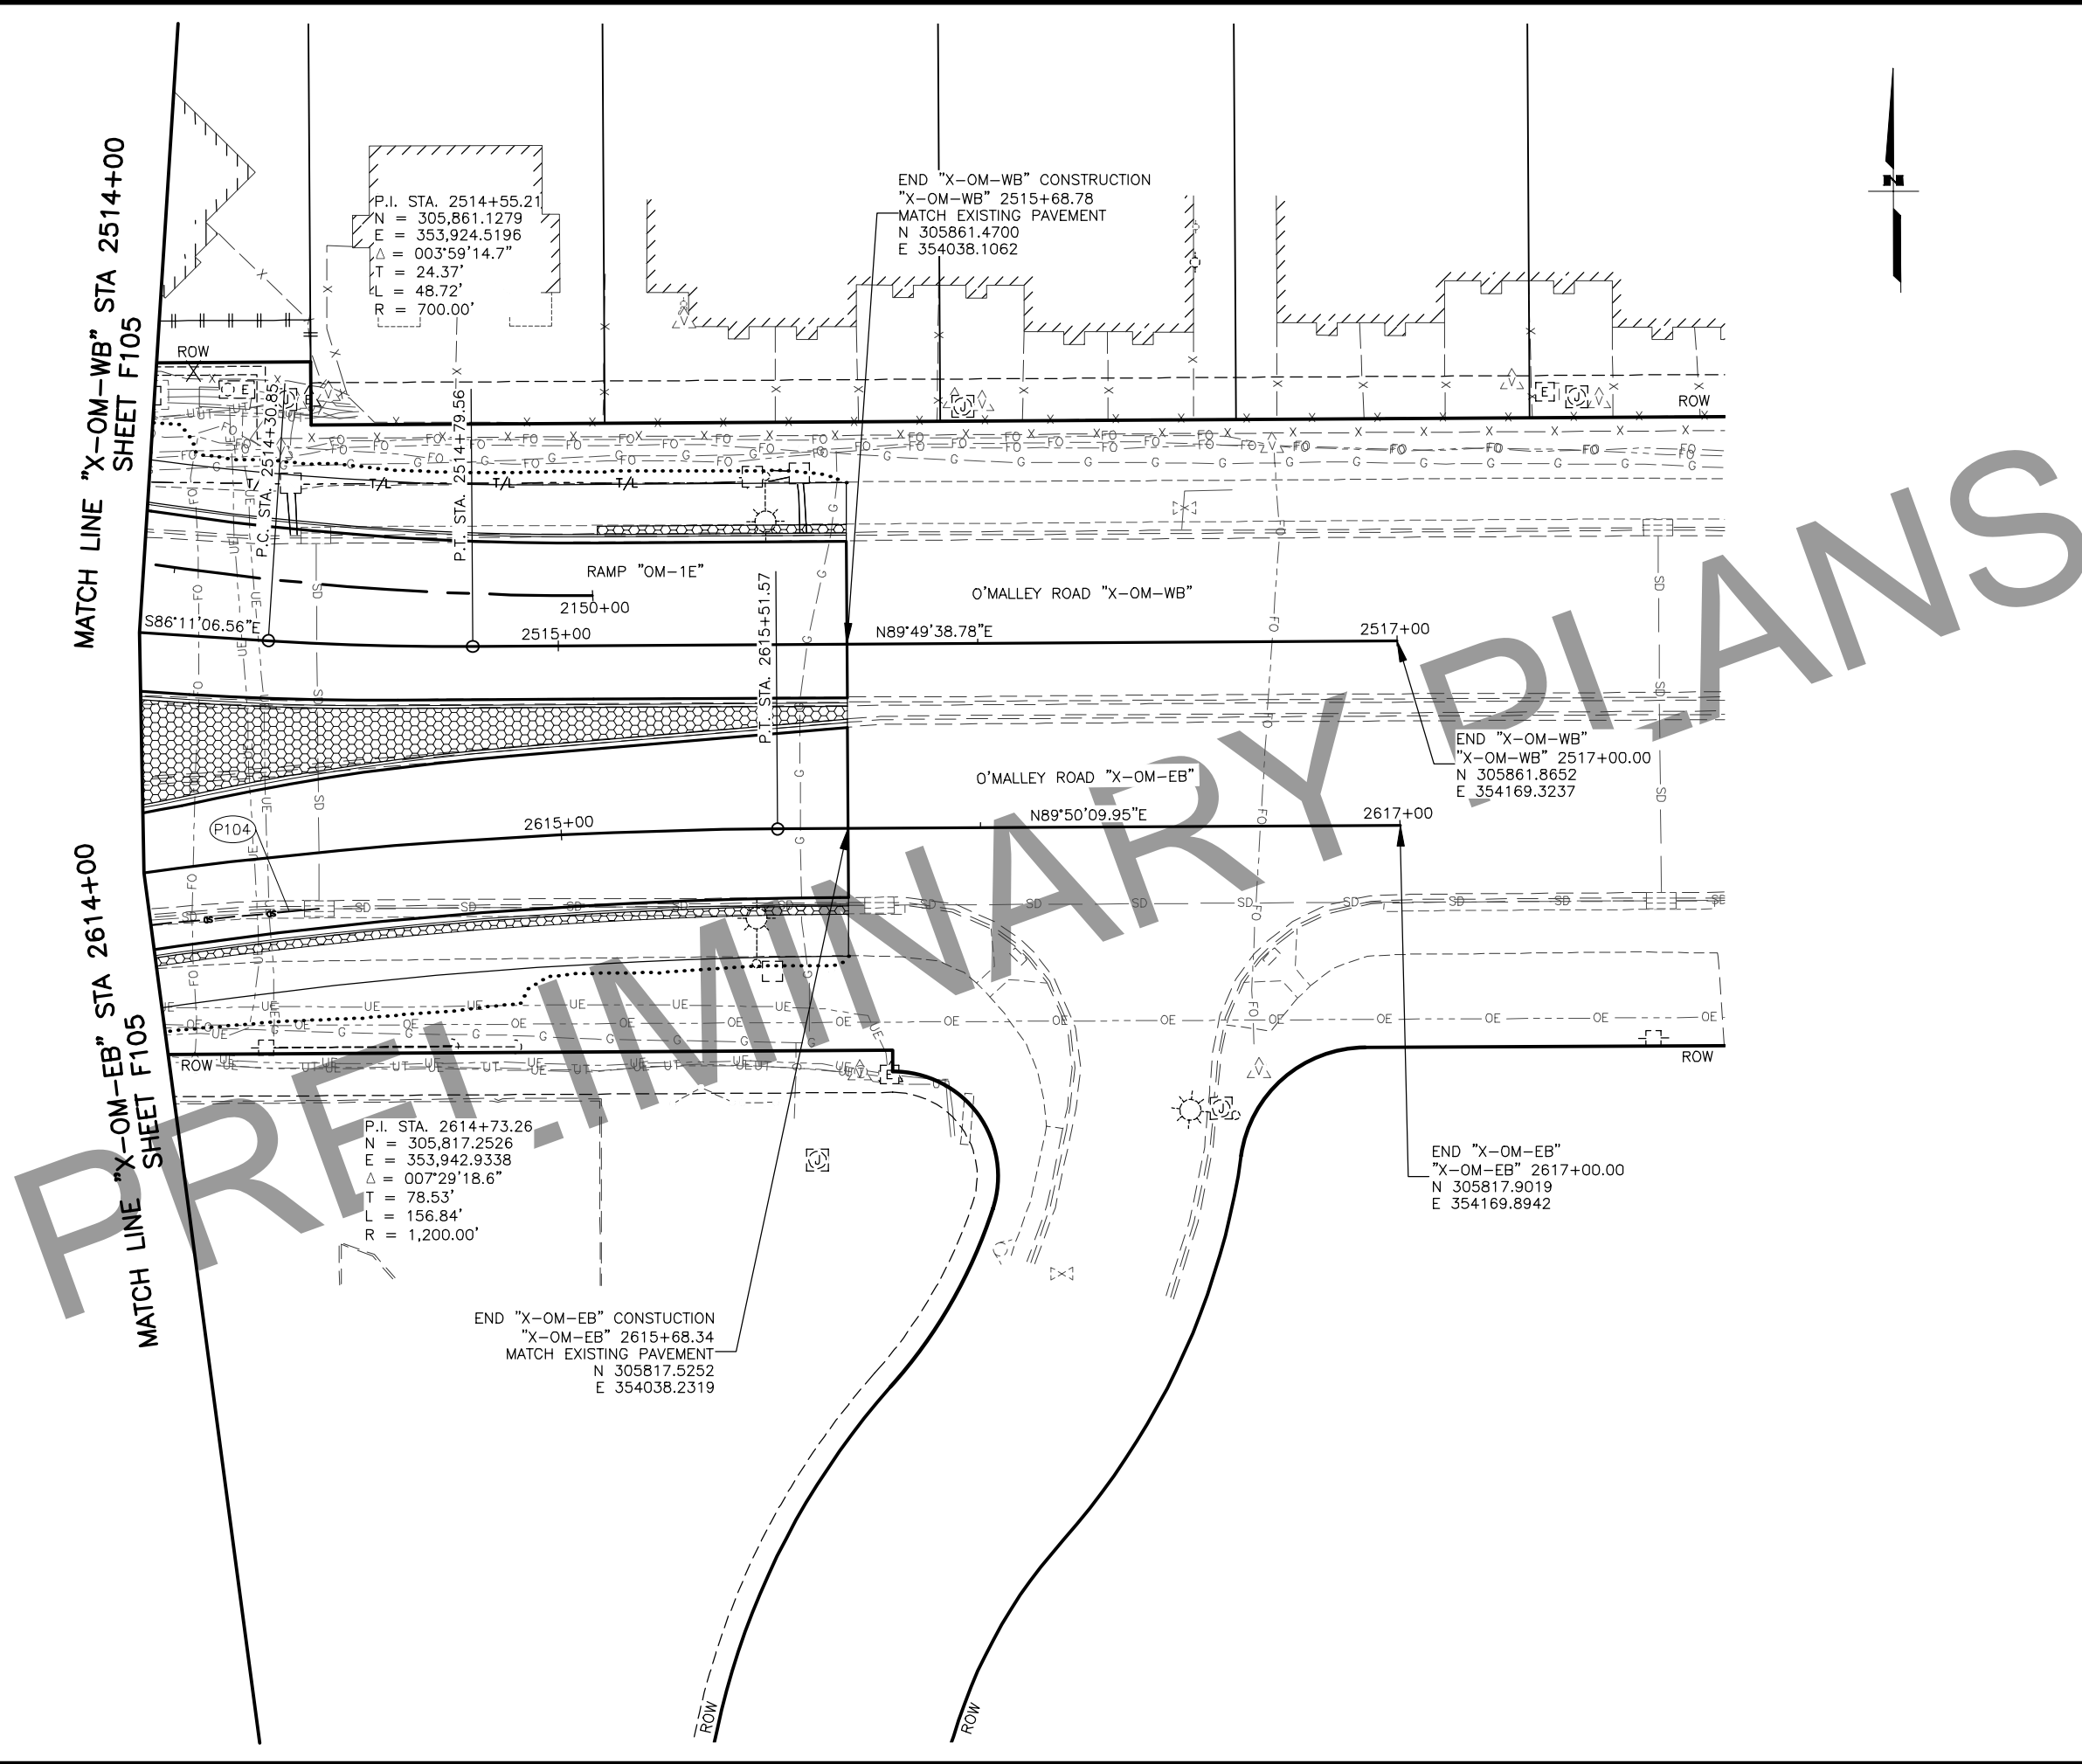 MATCH LINE "X-OM-WB" STA 2514+00
SHEET F105
MATCH LINE "X-OM-EB" STA 2614+00
SHEET F105
P.I. STA. 2514+55.21
N = 305,861.1279
E = 353,924.5196
Δ = 003°59'14.7"
T = 24.37'
L = 48.72'
R = 700.00'
END "X-OM-WB" CONSTRUCTION
"X-OM-WB" 2515+68.78
MATCH EXISTING PAVEMENT
N 305861.4700
E 354038.1062
N
ROW
ROW
P.C. STA. 2514+30.85
P.T. STA. 2514+79.56
T/L T/L T/L
RAMP "OM-1E"
2150+00
O'MALLEY ROAD "X-OM-WB"
S86°11'06.56"E
2515+00
N89°49'38.78"E
2517+00
P.T. STA. 2615+51.57
END "X-OM-WB"
"X-OM-WB" 2517+00.00
N 305861.8652
E 354169.3237
O'MALLEY ROAD "X-OM-EB"
P104
2615+00
N89°50'09.95"E
2617+00
PRELIMINARY PLANS
ROW
ROW
P.I. STA. 2614+73.26
N = 305,817.2526
E = 353,942.9338
Δ = 007°29'18.6"
T = 78.53'
L = 156.84'
R = 1,200.00'
END "X-OM-EB"
"X-OM-EB" 2617+00.00
N 305817.9019
E 354169.8942
END "X-OM-EB" CONSTUCTION
"X-OM-EB" 2615+68.34
MATCH EXISTING PAVEMENT
N 305817.5252
E 354038.2319
ROW
ROW